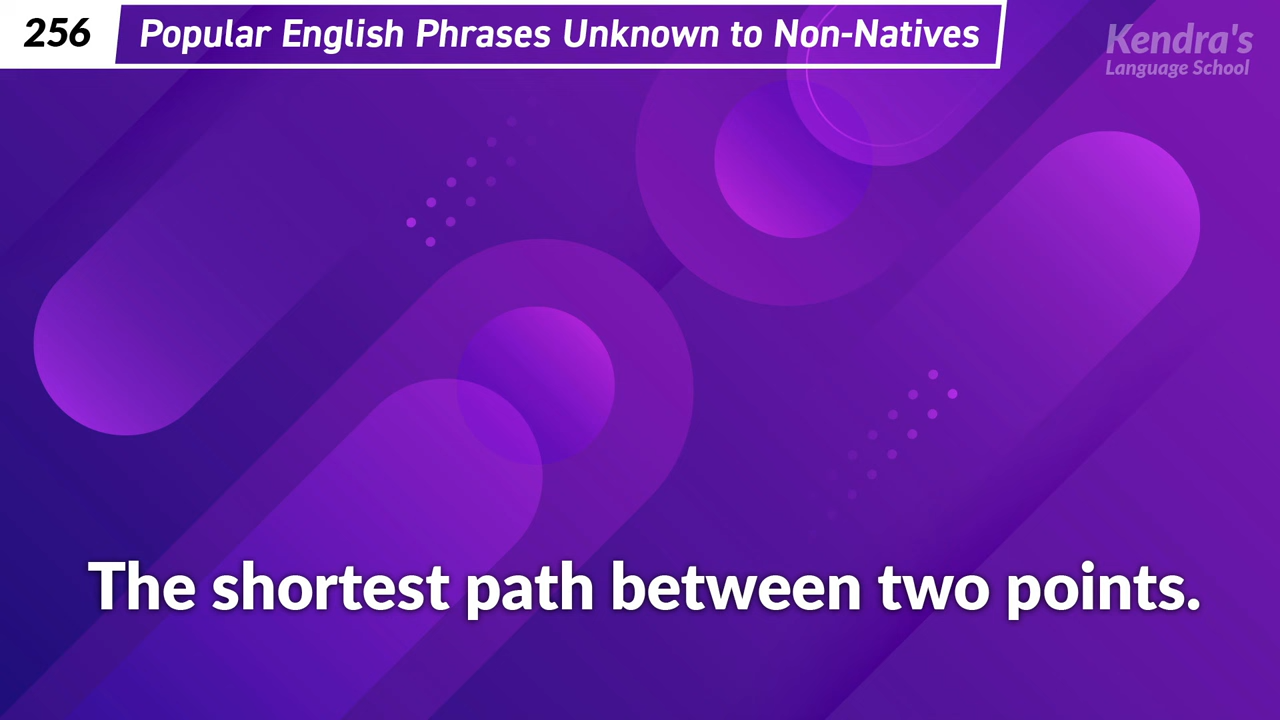 256 Popular English Phrases Unknown to Non-Natives
Kendra's
Language School
The shortest path between two points.